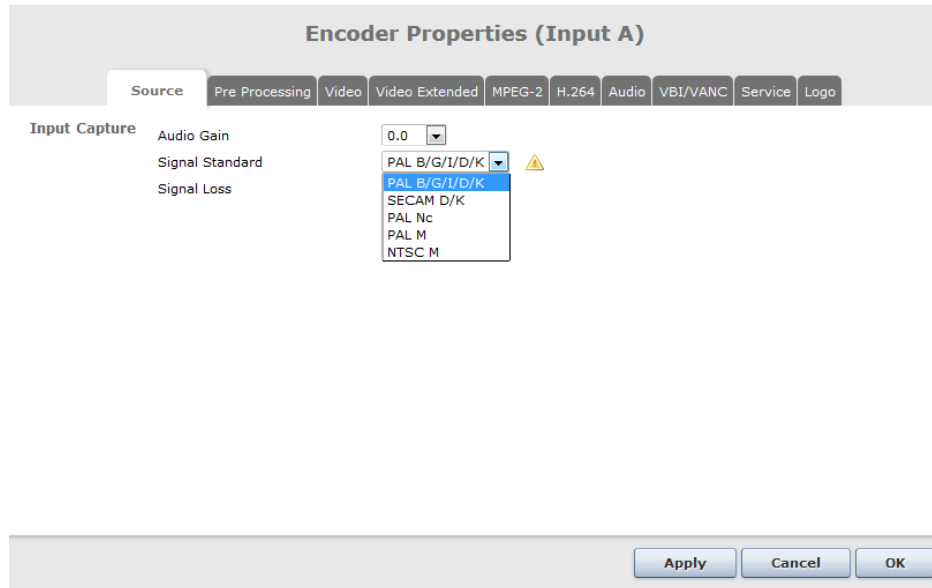 Encoder Properties (Input A)
Source Pre Processing Video Video Extended MPEG-2 H.264 Audio VBI/VANC Service Logo
Input Capture Audio Gain 0.0
Signal Standard PAL B/G/I/D/K
Signal Loss PAL B/G/I/D/K
SECAM D/K
PAL Nc
PAL M
NTSC M
Apply Cancel OK